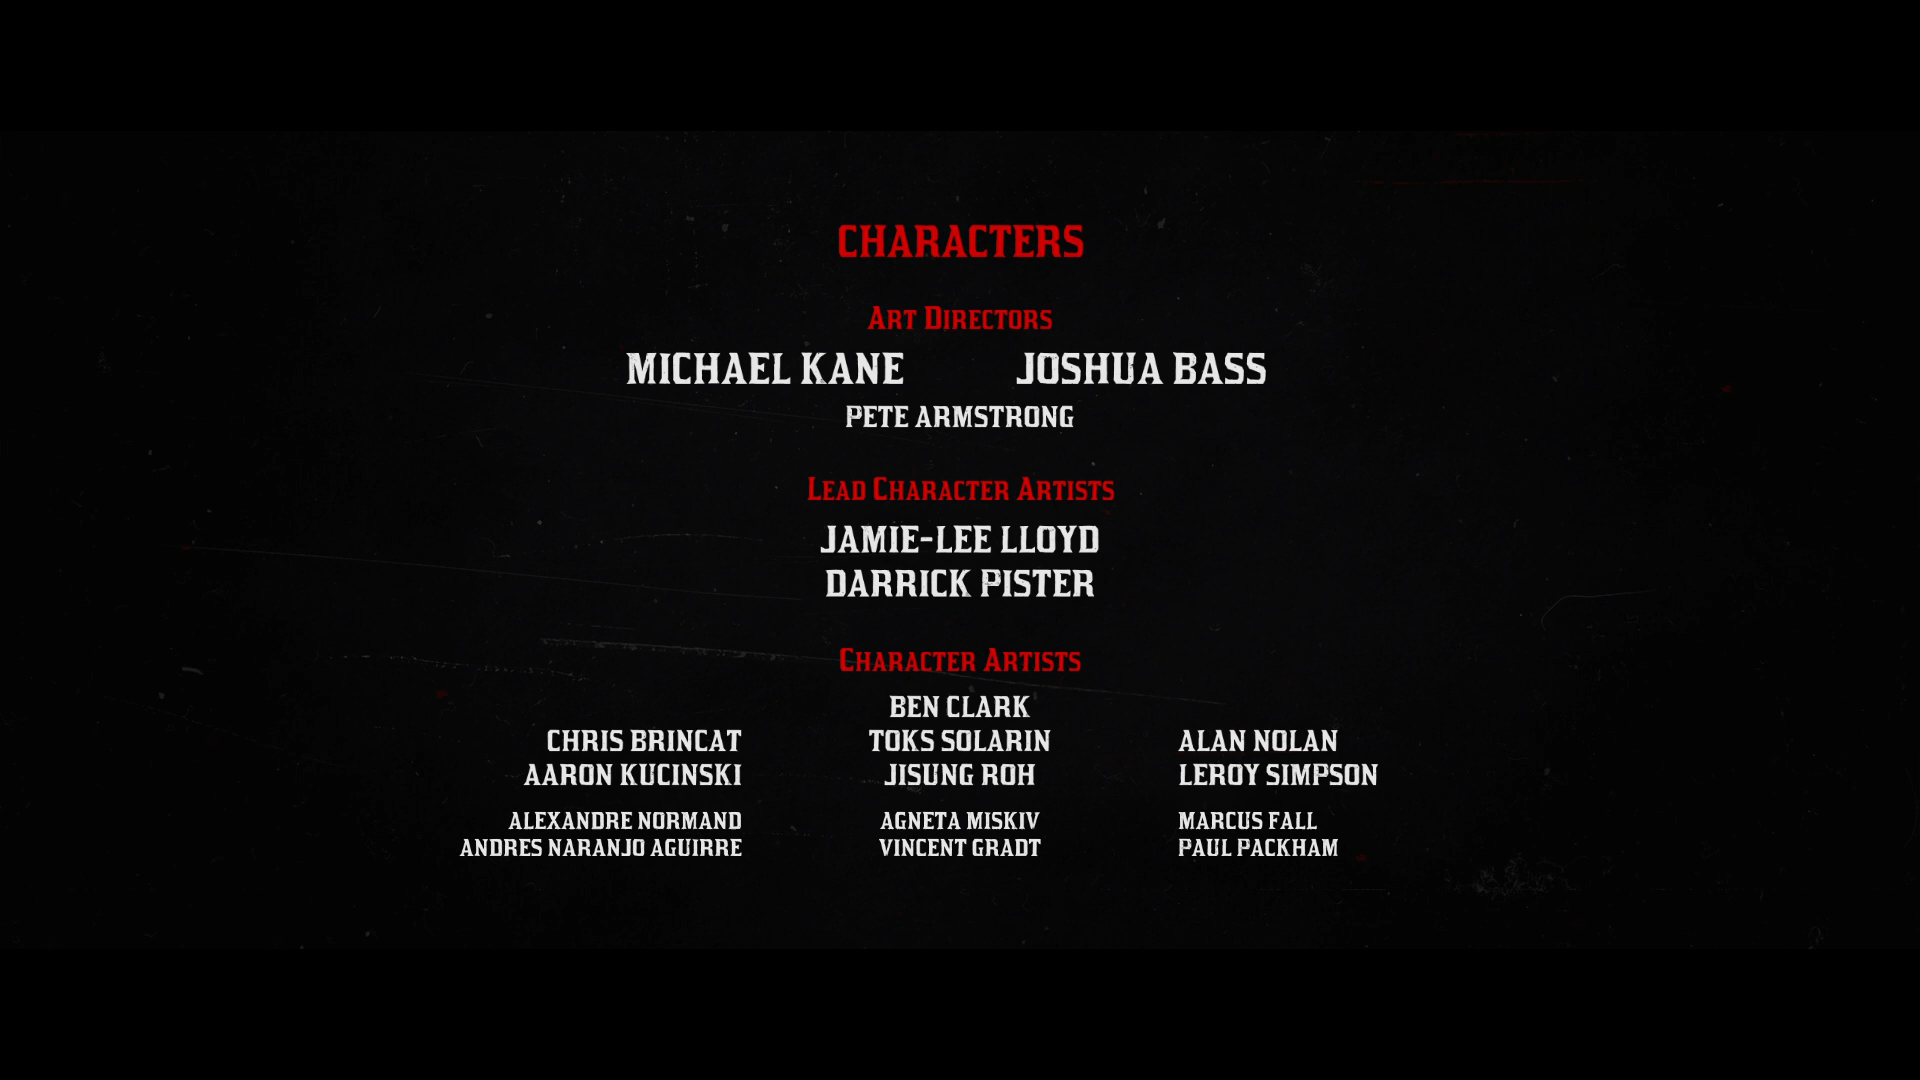 CHARACTERS
ART DIRECTORS
MICHAEL KANE JOSHUA BASS
PETE ARMSTRONG
LEAD CHARACTER ARTISTS
JAMIE-LEE LLOYD
DARRICK PISTER
CHARACTER ARTISTS
BEN CLARK
CHRIS BRINCAT TOKS SOLARIN ALAN NOLAN
AARON KUCINSKI JISUNG ROH LEROY SIMPSON
ALEXANDRE NORMAND AGNETA MISKIV MARCUS FALL
ANDRES NARANJO AGUIRRE VINCENT GRADT PAUL PACKHAM